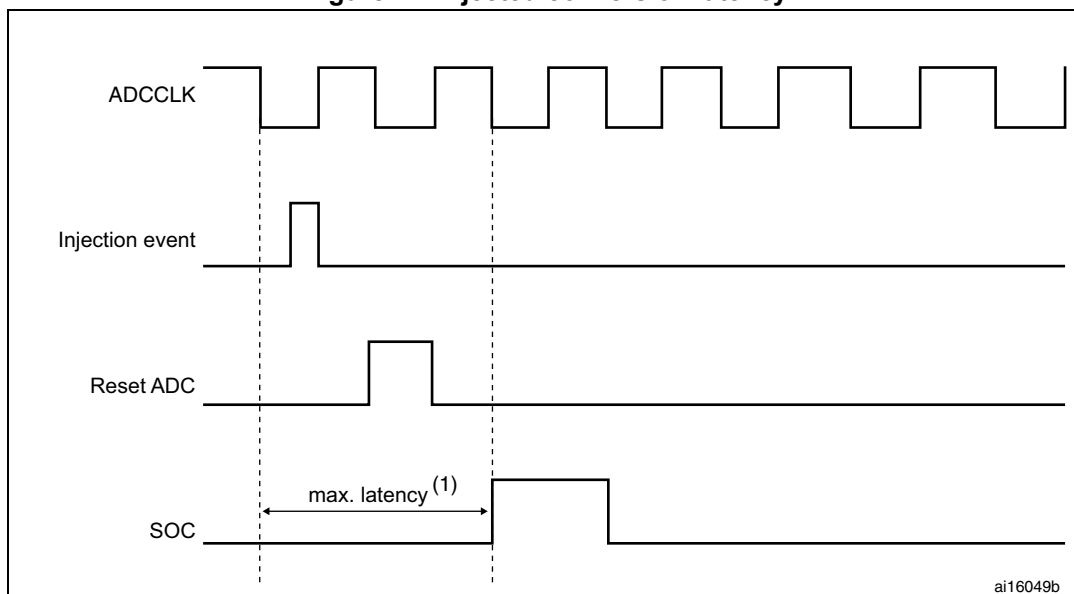 ADCCLK
Injection event
Reset ADC
max. latency (1)
SOC
ai16049b